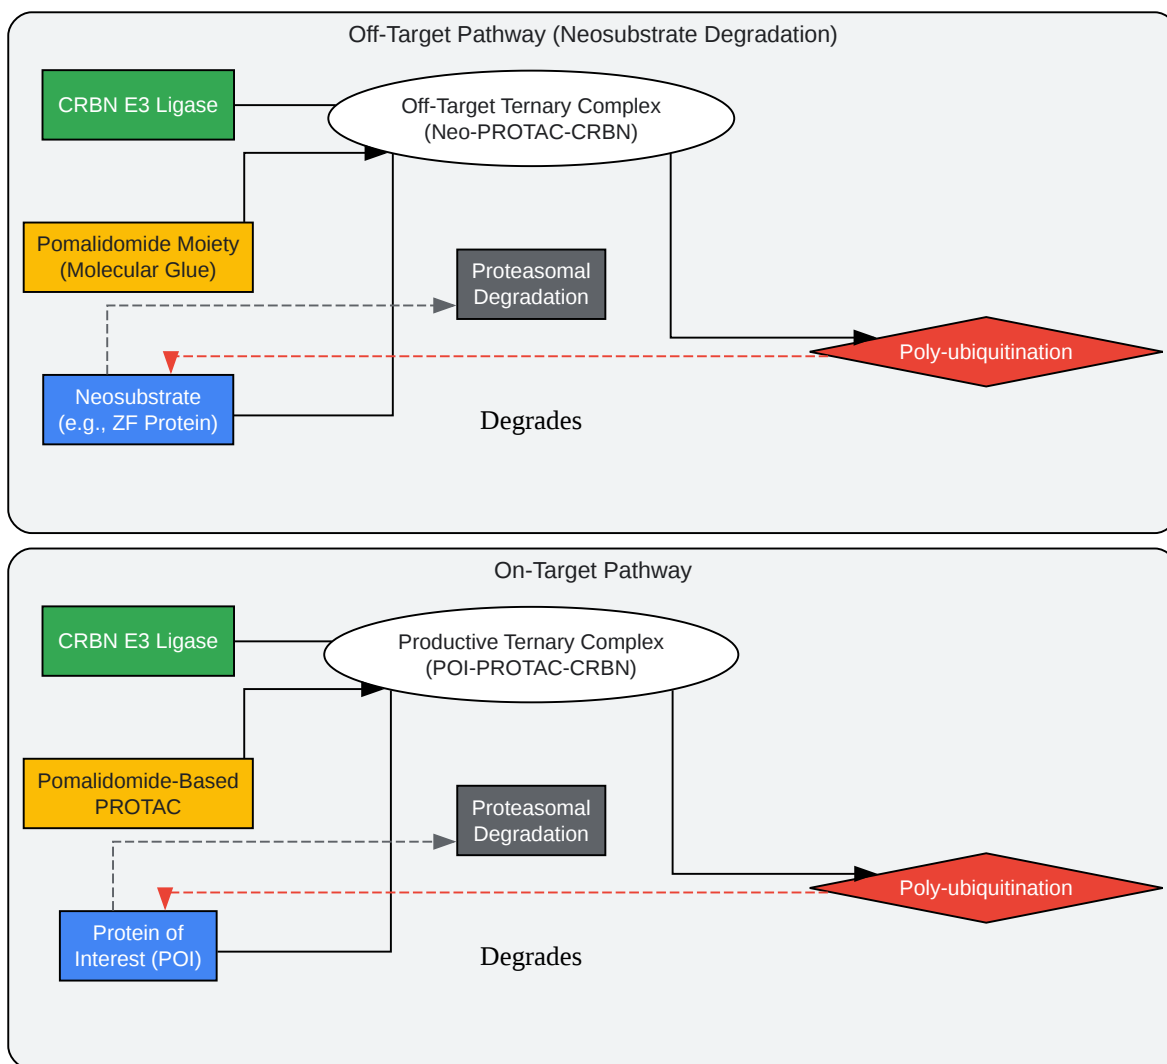 Off-Target Pathway (Neosubstrate Degradation)
CRBN E3 Ligase
Off-Target Ternary Complex
(Neo-PROTAC-CRBN)
Pomalidomide Moiety
(Molecular Glue)
Proteasomal
Degradation
Poly-ubiquitination
Neosubstrate
(e.g., ZF Protein)
Degrades
On-Target Pathway
CRBN E3 Ligase
Productive Ternary Complex
(POI-PROTAC-CRBN)
Pomalidomide-Based
PROTAC
Proteasomal
Degradation
Poly-ubiquitination
Protein of
Interest (POI)
Degrades